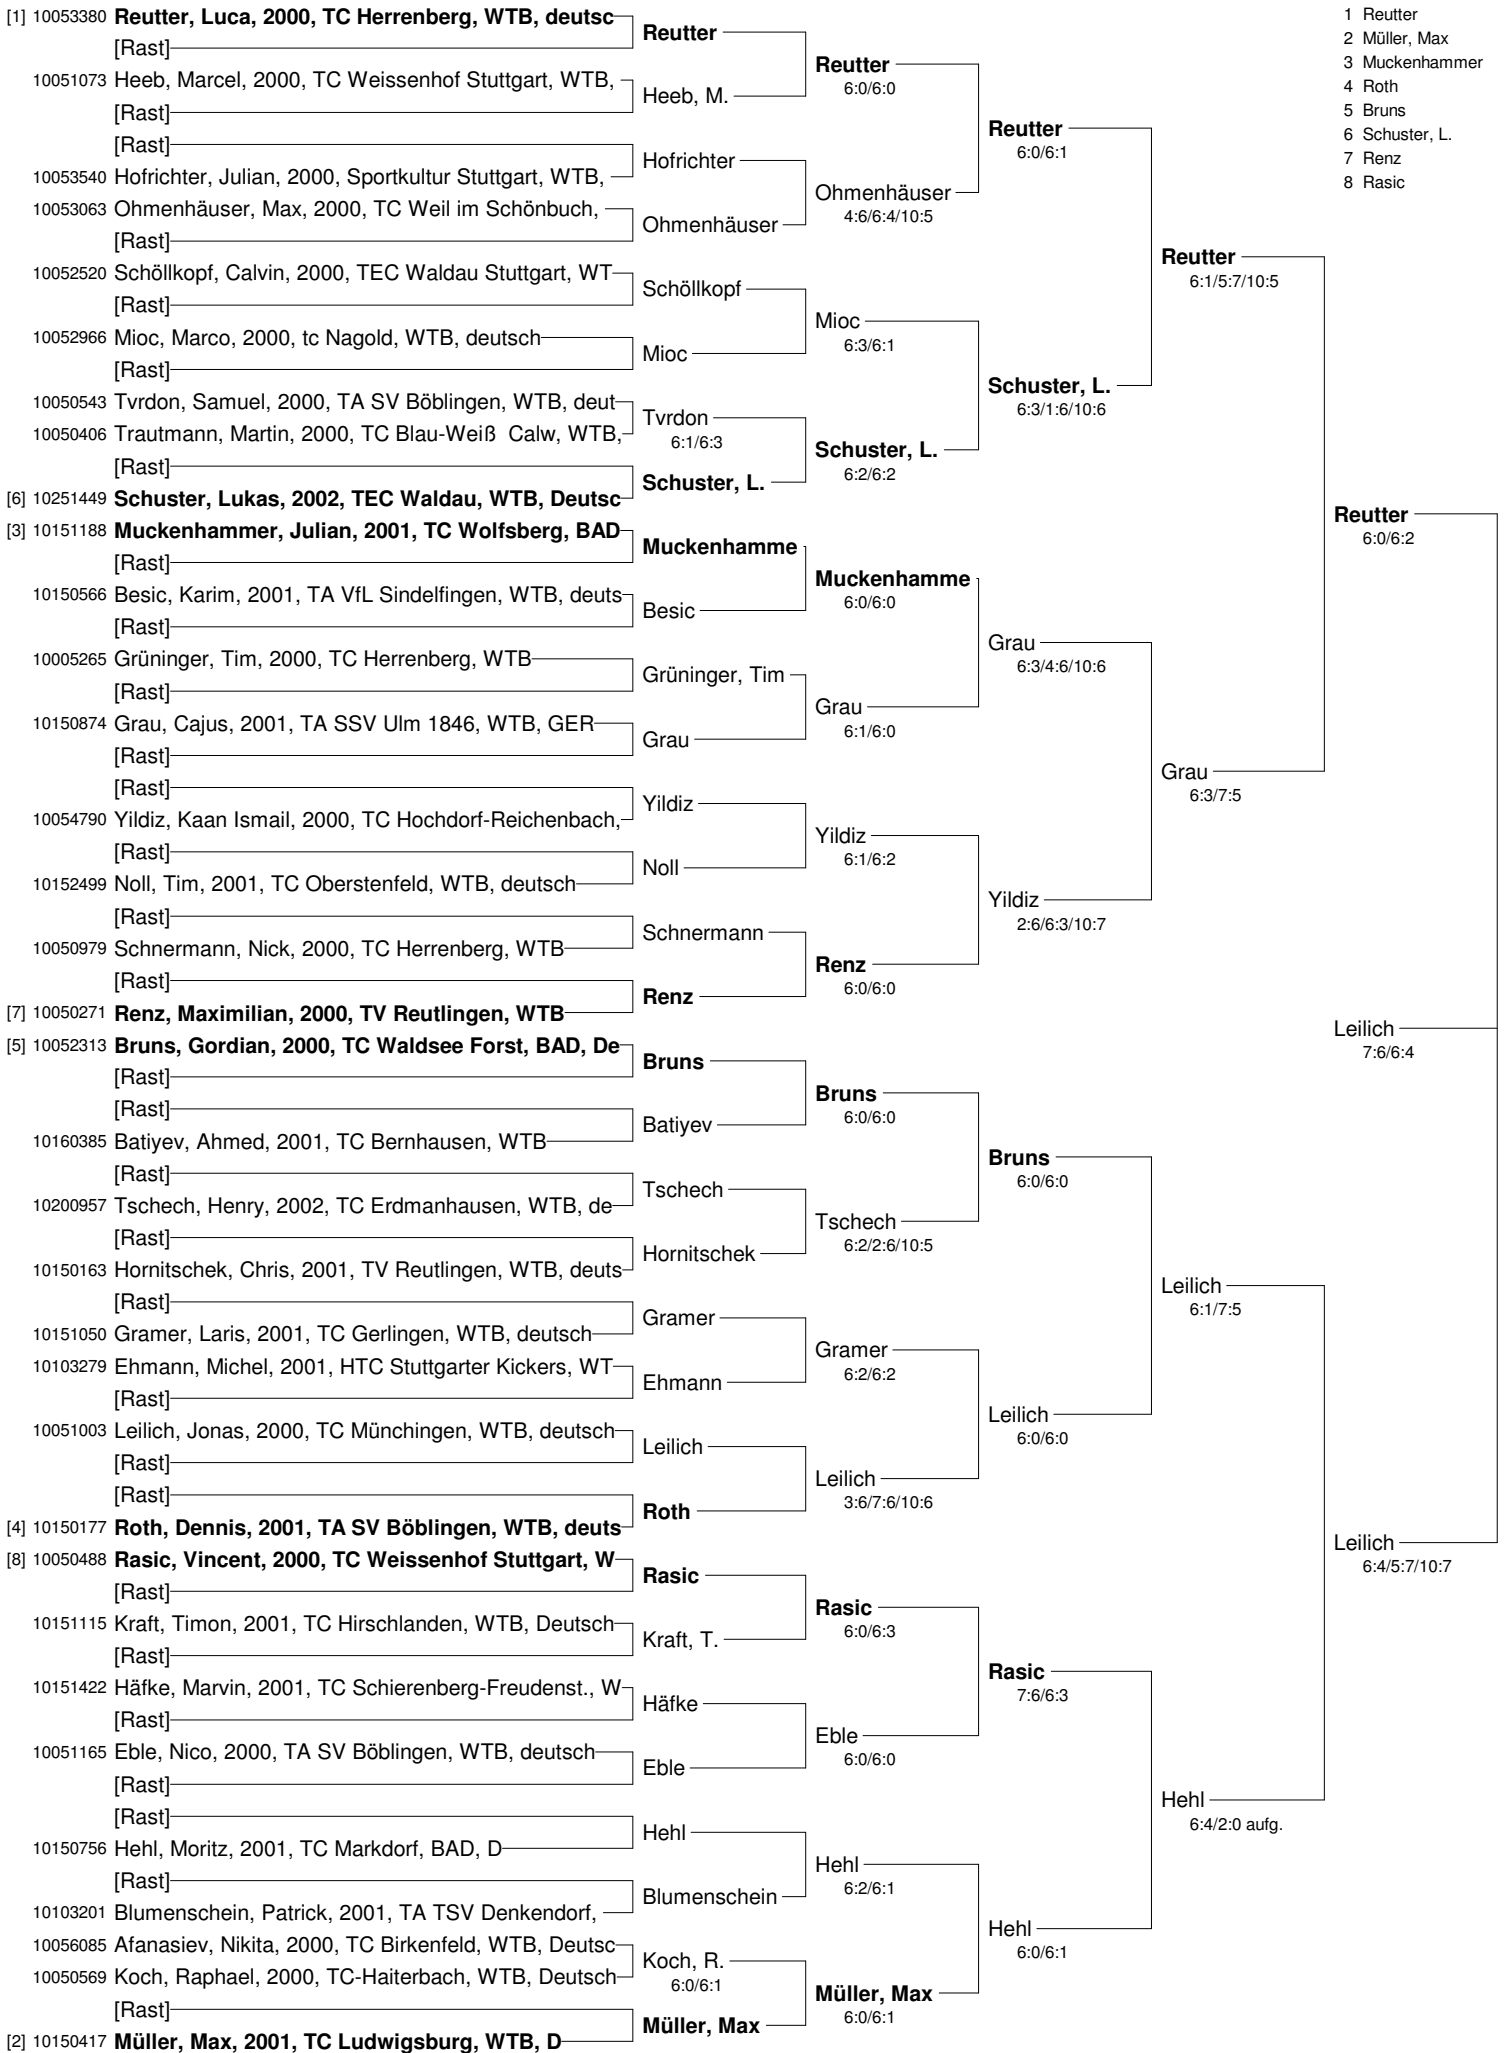 [1] 10053380 Reutter, Luca, 2000, TC Herrenberg, WTB, deutsc
[Rast]
10051073 Heeb, Marcel, 2000, TC Weissenhof Stuttgart, WTB,
[Rast]
[Rast]
10053540 Hofrichter, Julian, 2000, Sportkultur Stuttgart, WTB,
10053063 Ohmenhäuser, Max, 2000, TC Weil im Schönbuch,
[Rast]
10052520 Schöllkopf, Calvin, 2000, TEC Waldau Stuttgart, WT
[Rast]
10052966 Mioc, Marco, 2000, tc Nagold, WTB, deutsch
[Rast]
10050543 Tvrdon, Samuel, 2000, TA SV Böblingen, WTB, deut
10050406 Trautmann, Martin, 2000, TC Blau-Weiß Calw, WTB,
[Rast]
[6] 10251449 Schuster, Lukas, 2002, TEC Waldau, WTB, Deutsc
[3] 10151188 Muckenhammer, Julian, 2001, TC Wolfsberg, BAD
[Rast]
10150566 Besic, Karim, 2001, TA VfL Sindelfingen, WTB, deuts
[Rast]
10005265 Grüninger, Tim, 2000, TC Herrenberg, WTB
[Rast]
10150874 Grau, Cajus, 2001, TA SSV Ulm 1846, WTB, GER
[Rast]
[Rast]
10054790 Yildiz, Kaan Ismail, 2000, TC Hochdorf-Reichenbach,
[Rast]
10152499 Noll, Tim, 2001, TC Oberstenfeld, WTB, deutsch
[Rast]
10050979 Schnermann, Nick, 2000, TC Herrenberg, WTB
[Rast]
[7] 10050271 Renz, Maximilian, 2000, TV Reutlingen, WTB
[5] 10052313 Bruns, Gordian, 2000, TC Waldsee Forst, BAD, De
[Rast]
[Rast]
10160385 Batiyev, Ahmed, 2001, TC Bernhausen, WTB
[Rast]
10200957 Tschech, Henry, 2002, TC Erdmanhausen, WTB, de
[Rast]
10150163 Hornitschek, Chris, 2001, TV Reutlingen, WTB, deuts
[Rast]
10151050 Gramer, Laris, 2001, TC Gerlingen, WTB, deutsch
10103279 Ehmann, Michel, 2001, HTC Stuttgarter Kickers, WT
[Rast]
10051003 Leilich, Jonas, 2000, TC Münchingen, WTB, deutsch
[Rast]
[Rast]
[4] 10150177 Roth, Dennis, 2001, TA SV Böblingen, WTB, deuts
[8] 10050488 Rasic, Vincent, 2000, TC Weissenhof Stuttgart, W
[Rast]
10151115 Kraft, Timon, 2001, TC Hirschlanden, WTB, Deutsch
[Rast]
10151422 Häfke, Marvin, 2001, TC Schierenberg-Freudenst., W
[Rast]
10051165 Eble, Nico, 2000, TA SV Böblingen, WTB, deutsch
[Rast]
[Rast]
10150756 Hehl, Moritz, 2001, TC Markdorf, BAD, D
[Rast]
10103201 Blumenschein, Patrick, 2001, TA TSV Denkendorf,
10056085 Afanasiev, Nikita, 2000, TC Birkenfeld, WTB, Deutsc
10050569 Koch, Raphael, 2000, TC-Haiterbach, WTB, Deutsch
[Rast]
[2] 10150417 Müller, Max, 2001, TC Ludwigsburg, WTB, D
Reutter
Heeb, M.
Hofrichter
Ohmenhäuser
Schöllkopf
Mioc
Tvrdon
6:1/6:3
Schuster, L.
Muckenhamme
Besic
Grüninger, Tim
Grau
Yildiz
Noll
Schnermann
Renz
Bruns
Batiyev
Tschech
Hornitschek
Gramer
Ehmann
Leilich
Roth
Rasic
Kraft, T.
Häfke
Eble
Hehl
Blumenschein
Koch, R.
6:0/6:1
Müller, Max
Reutter
6:0/6:0
Ohmenhäuser
4:6/6:4/10:5
Mioc
6:3/6:1
Schuster, L.
6:2/6:2
Muckenhamme
6:0/6:0
Grau
6:1/6:0
Yildiz
6:1/6:2
Renz
6:0/6:0
Bruns
6:0/6:0
Tschech
6:2/2:6/10:5
Gramer
6:2/6:2
Leilich
3:6/7:6/10:6
Rasic
6:0/6:3
Eble
6:0/6:0
Hehl
6:2/6:1
Müller, Max
6:0/6:1
Reutter
6:0/6:1
Schuster, L.
6:3/1:6/10:6
Grau
6:3/4:6/10:6
Yildiz
2:6/6:3/10:7
Bruns
6:0/6:0
Leilich
6:0/6:0
Rasic
7:6/6:3
Hehl
6:0/6:1
Reutter
6:1/5:7/10:5
Grau
6:3/7:5
Leilich
6:1/7:5
Hehl
6:4/2:0 aufg.
Reutter
6:0/6:2
Leilich
7:6/6:4
Leilich
6:4/5:7/10:7
1 Reutter
2 Müller, Max
3 Muckenhammer
4 Roth
5 Bruns
6 Schuster, L.
7 Renz
8 Rasic